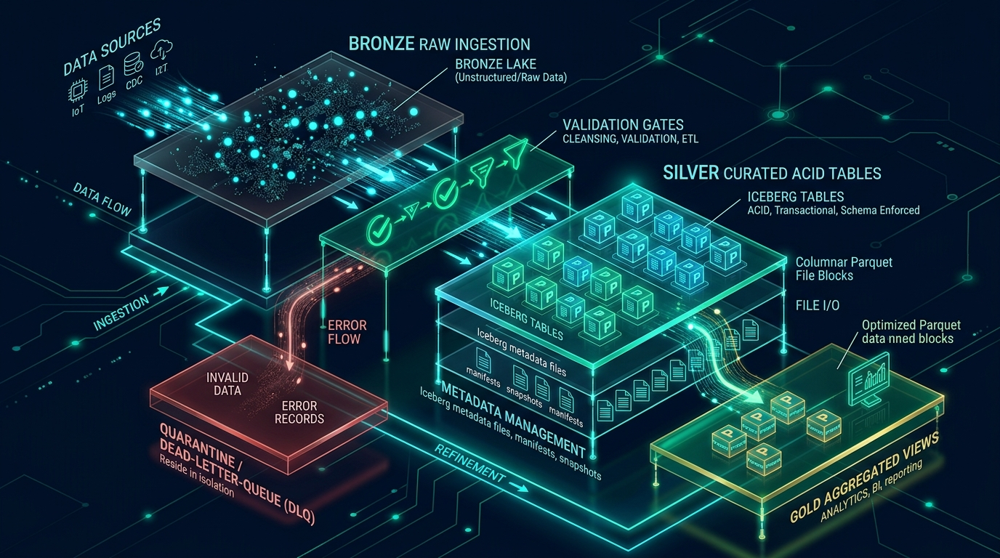 DATA SOURCES
IoT
Logs
CDC
BRONZE RAW INGESTION
BRONZE LAKE
(Unstructured/Raw Data)
VALIDATION GATES
CLEANSING, VALIDATION, ETL
SILVER CURATED ACID TABLES
ICEBERG TABLES
ACID, Transactional, Schema Enforced
DATA FLOW
INGESTION
ERROR
FLOW
INVALID
DATA
ERROR
RECORDS
QUARANTINE /
DEAD-LETTER-QUEUE (DLQ)
Reside in isolation
Columnar Parquet
File Blocks
FILE I/O
ICEBERG TABLES
Iceberg metadata files
manifests
snapshots
manifests
METADATA MANAGEMENT
Iceberg metadata files, manifests, snapshots
REFINEMENT
Optimized Parquet
data nned blocks
GOLD AGGREGATED VIEWS
ANALYTICS, BI, reporting